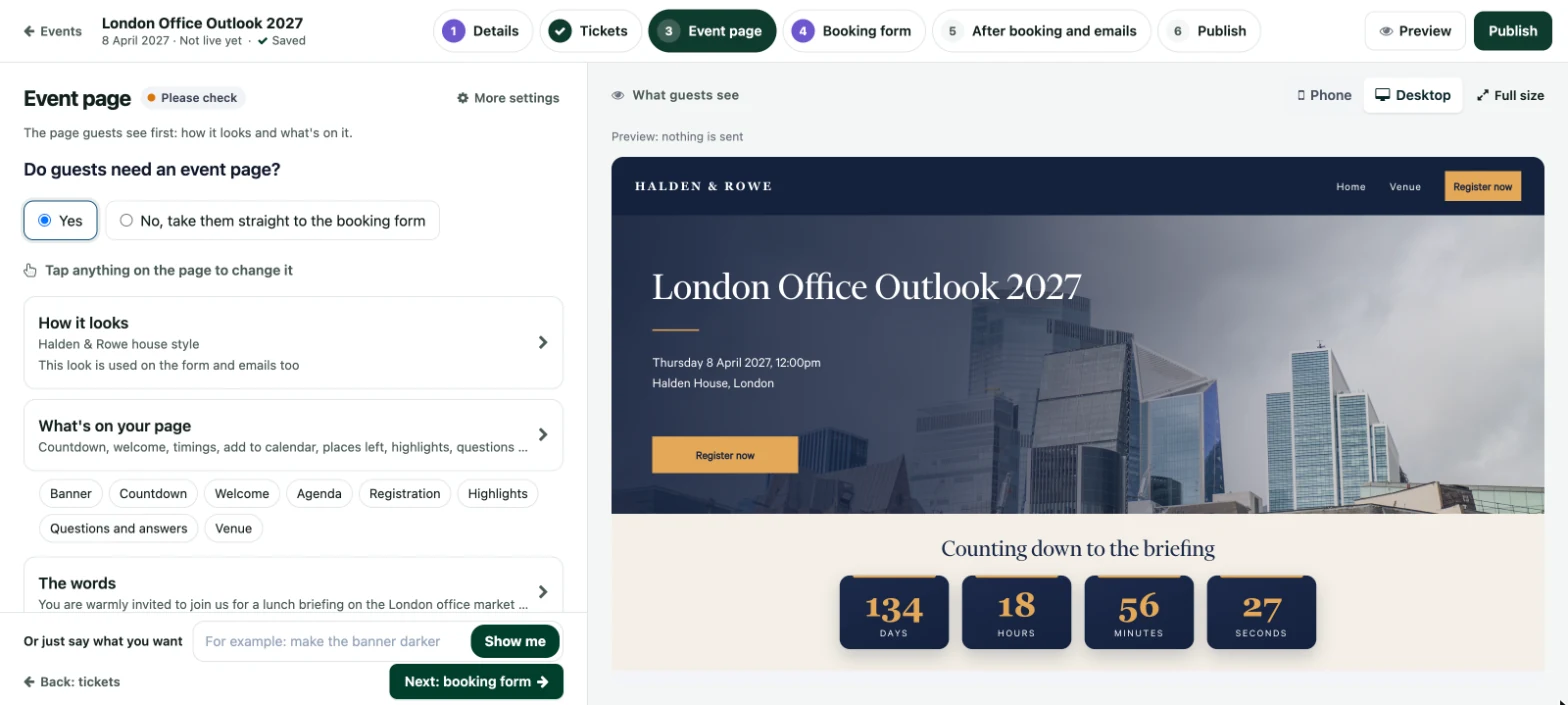 Events
London Office Outlook 2027
8 April 2027 · Not live yet · Saved
1 Details
Tickets
3 Event page
4 Booking form
5 After booking and emails
6 Publish
Preview
Publish
Event page
Please check
More settings
The page guests see first: how it looks and what's on it.
Do guests need an event page?
Yes
No, take them straight to the booking form
Tap anything on the page to change it
How it looks
Halden & Rowe house style
This look is used on the form and emails too
What's on your page
Countdown, welcome, timings, add to calendar, places left, highlights, questions ...
Banner
Countdown
Welcome
Agenda
Registration
Highlights
Questions and answers
Venue
The words
You are warmly invited to join us for a lunch briefing on the London office market ...
Or just say what you want
For example: make the banner darker
Show me
Back: tickets
Next: booking form
What guests see
Phone
Desktop
Full size
Preview: nothing is sent
HALDEN & ROWE
Home
Venue
Register now
London Office Outlook 2027
Thursday 8 April 2027, 12:00pm
Halden House, London
Register now
Counting down to the briefing
134
DAYS
18
HOURS
56
MINUTES
27
SECONDS